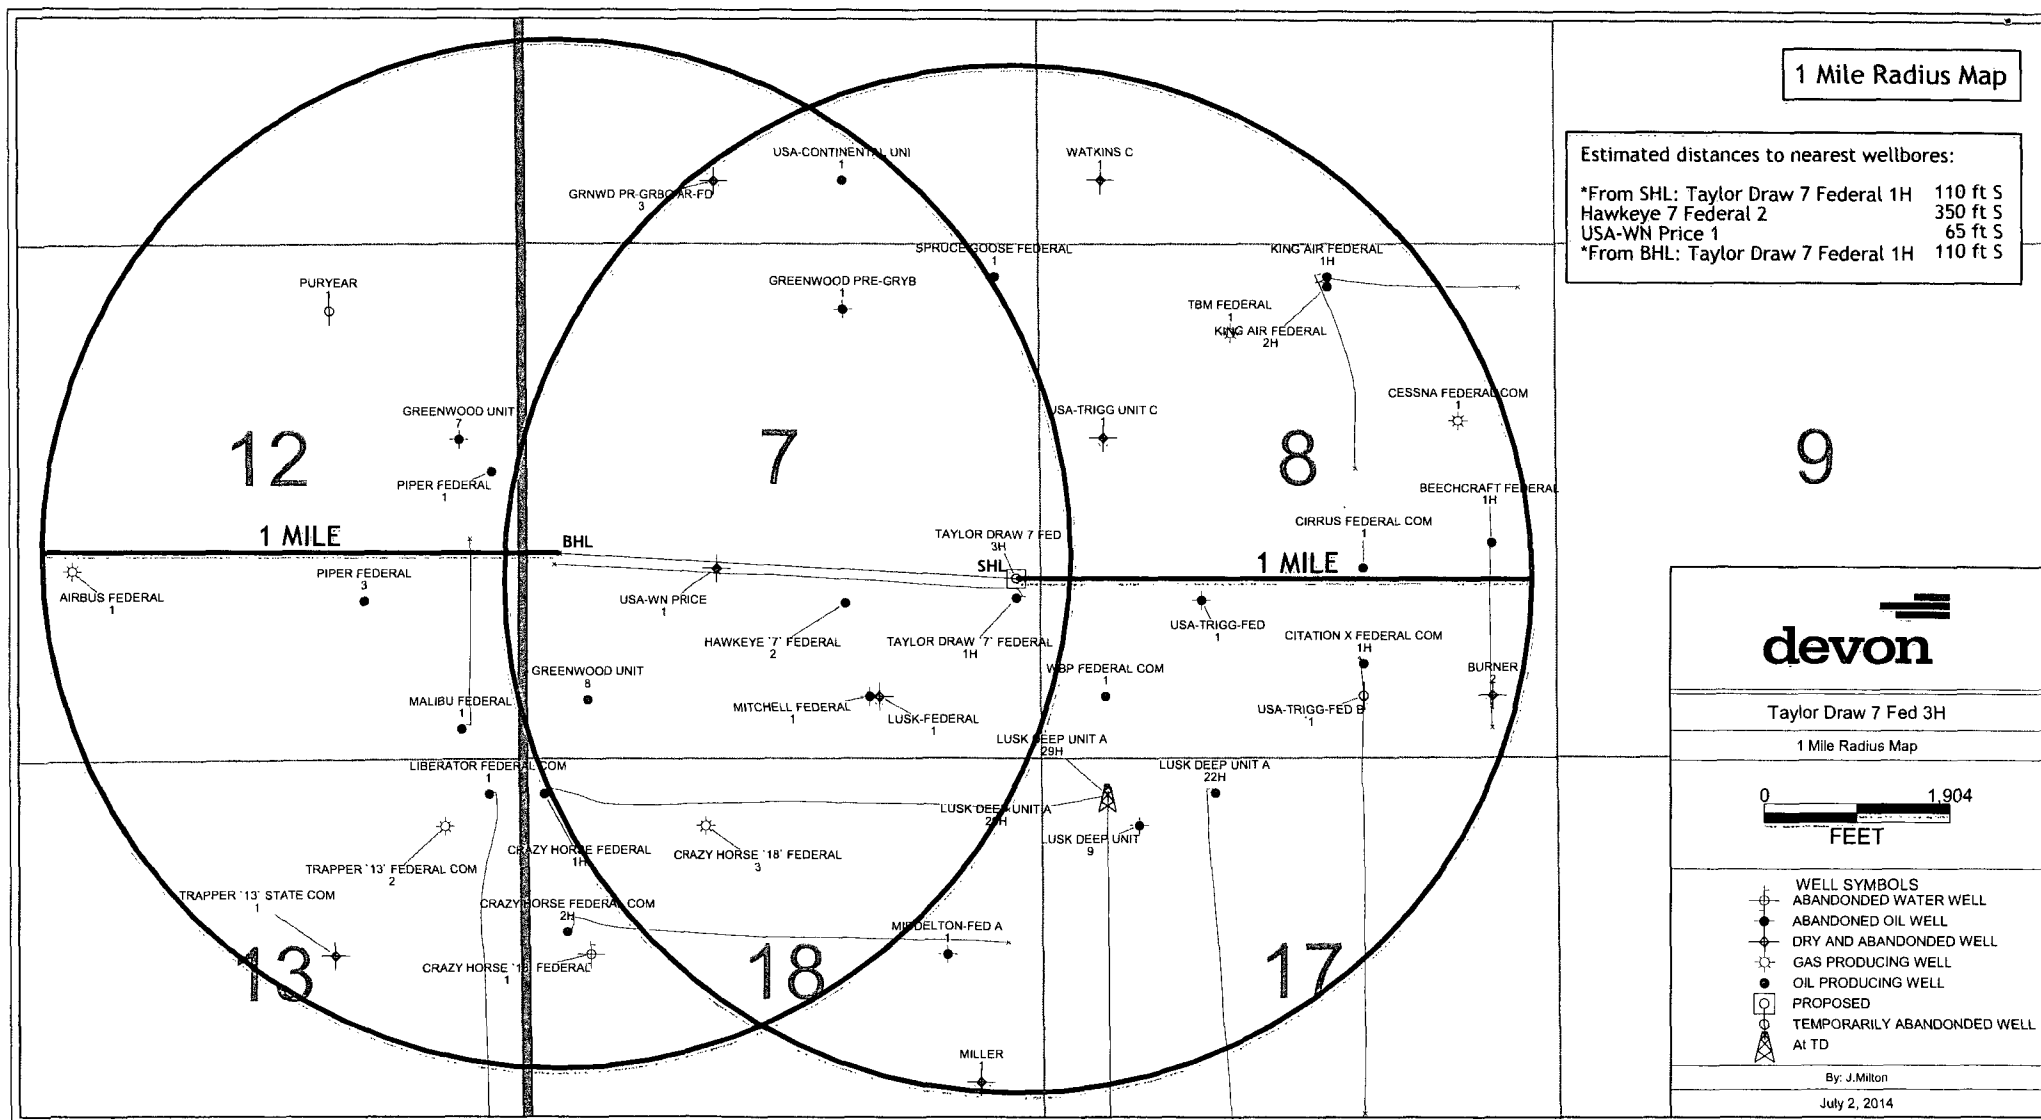 1 Mile Radius Map
Estimated distances to nearest wellbores:
*From SHL: Taylor Draw 7 Federal 1H 110 ft S
Hawkeye 7 Federal 2 350 ft S
USA-WN Price 1 65 ft S
*From BHL: Taylor Draw 7 Federal 1H 110 ft S
USA-CONTINENTAL UNI
1
WATKINS C
1
GRNWD PR-GRBG AR-FD
3
SPRUCE GOOSE FEDERAL
1
KING AIR FEDERAL
1H
PURYEAR
1
GREENWOOD PRE-GRYB
1
TBM FEDERAL
1
KING AIR FEDERAL
2H
CESSNA FEDERAL COM
1
GREENWOOD UNIT
7
USA-TRIGG UNIT C
1
12
7
8
9
PIPER FEDERAL
1
BEECHCRAFT FEDERAL
1H
CIRRUS FEDERAL COM
1
1 MILE
BHL
TAYLOR DRAW 7 FED
3H
SHL
1 MILE
AIRBUS FEDERAL
1
PIPER FEDERAL
3
USA-WN PRICE
1
HAWKEYE '7' FEDERAL
2
TAYLOR DRAW '7' FEDERAL
1H
USA-TRIGG-FED
1
CITATION X FEDERAL COM
1H
GREENWOOD UNIT
8
WBP FEDERAL COM
1
BURNER
2
MALIBU FEDERAL
1
MITCHELL FEDERAL
1
LUSK-FEDERAL
1
USA-TRIGG-FED B
1
LUSK DEEP UNIT A
29H
LIBERATOR FEDERAL COM
1
LUSK DEEP UNIT A
22H
LUSK DEEP UNIT A
LUSK DEEP UNIT
9
CRAZY HORSE FEDERAL
1H
CRAZY HORSE '18' FEDERAL
3
TRAPPER '13' FEDERAL COM
2
TRAPPER '13' STATE COM
1
CRAZY HORSE FEDERAL COM
2H
MIDDELTON-FED A
1
13
18
17
CRAZY HORSE '18' FEDERAL
1
MILLER
1
devon
Taylor Draw 7 Fed 3H
1 Mile Radius Map
0 1,904
FEET
WELL SYMBOLS
ABANDONDED WATER WELL
ABANDONED OIL WELL
DRY AND ABANDONDED WELL
GAS PRODUCING WELL
OIL PRODUCING WELL
PROPOSED
TEMPORARILY ABANDONDED WELL
At TD
By: J.Milton
July 2, 2014